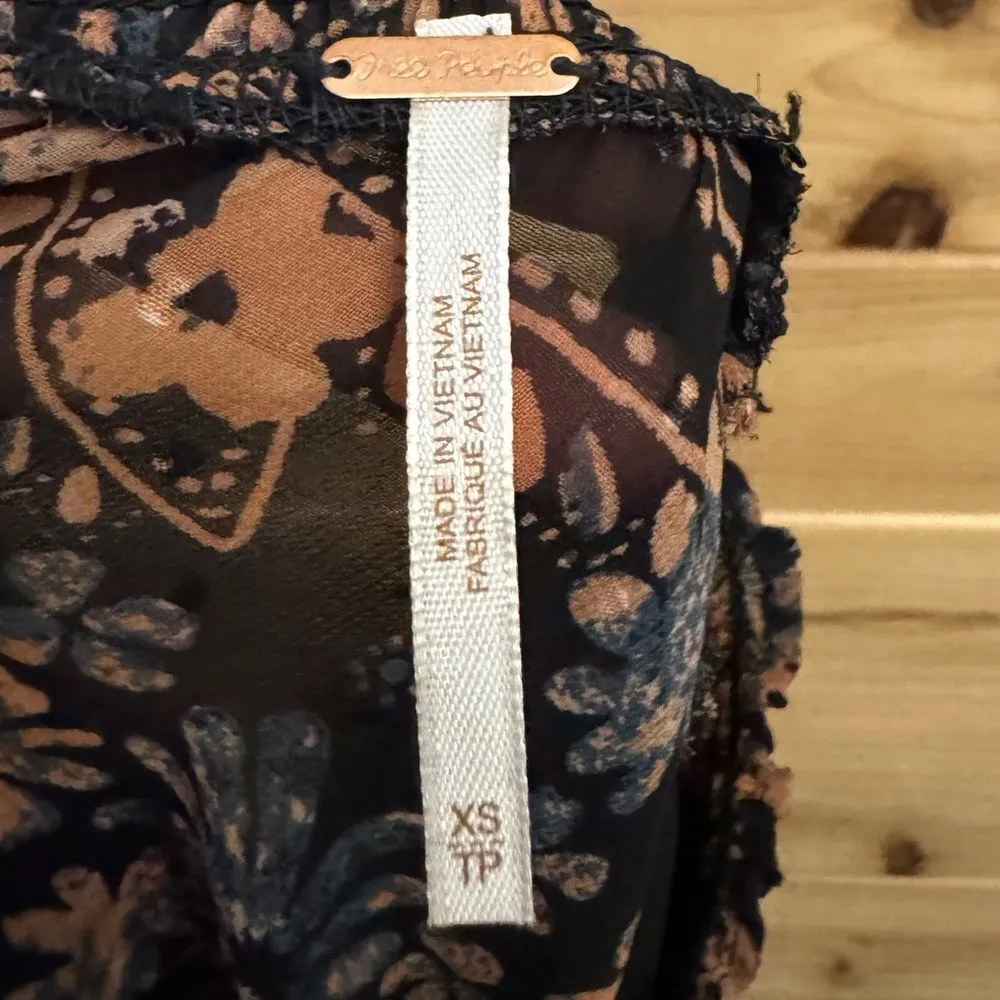 Free People
MADE IN VIETNAM
FABRIQUÉ AU VIETNAM
XS
TP